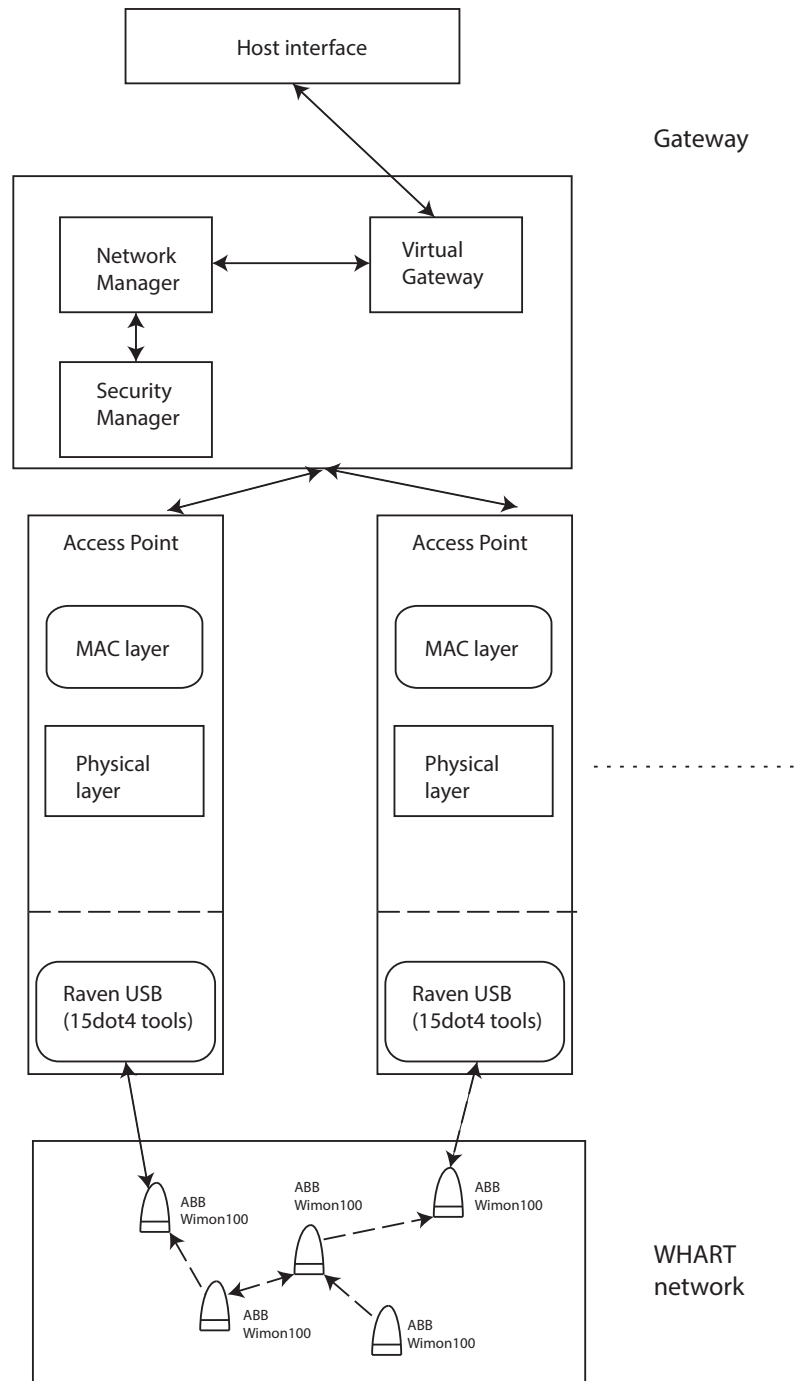 Host interface
Gateway
Network
Manager
Virtual
Gateway
Security
Manager
Access Point
Access Point
MAC layer
MAC layer
Physical
layer
Physical
layer
Raven USB
(15dot4 tools)
Raven USB
(15dot4 tools)
ABB
Wimon100
ABB
Wimon100
ABB
Wimon100
ABB
Wimon100
ABB
Wimon100
WHART
network